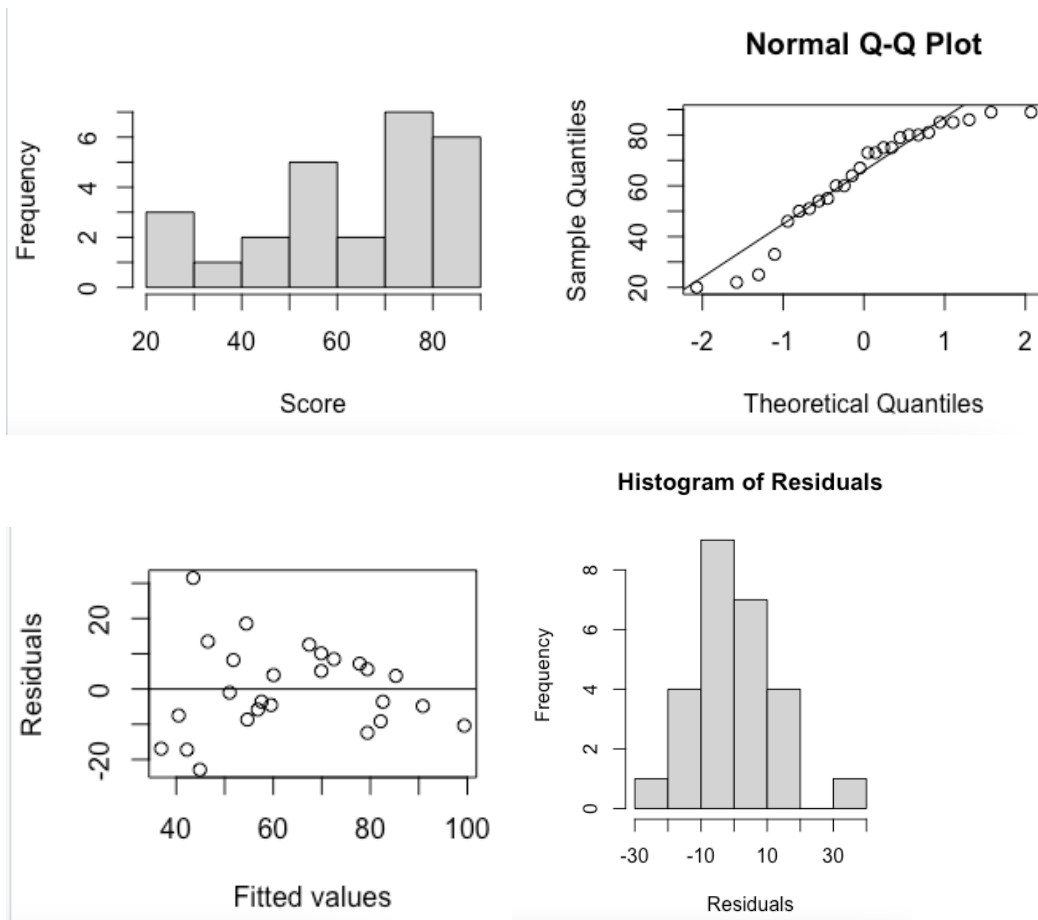 Normal Q-Q Plot
Frequency
0 2 4 6
20 40 60 80
Score
Sample Quantiles
20 40 60 80
-2 -1 0 1 2
Theoretical Quantiles
Histogram of Residuals
Residuals
-20 0 20
40 60 80 100
Fitted values
Frequency
0 2 4 6 8
-30 -10 10 30
Residuals